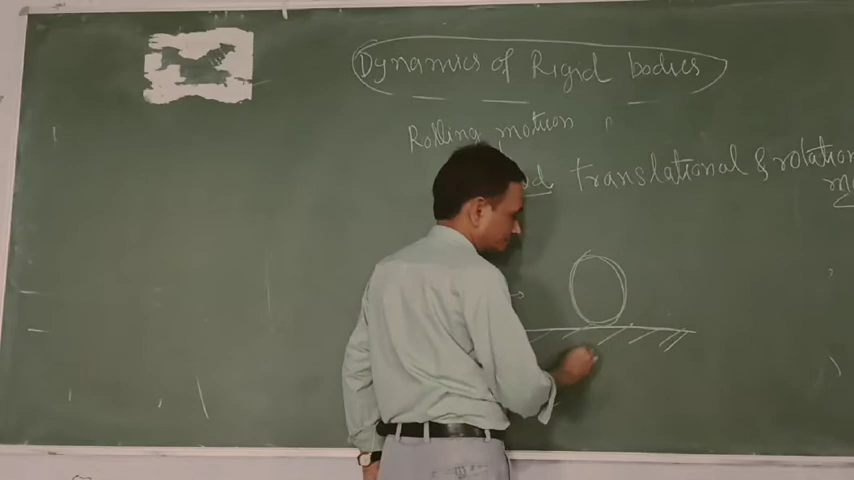 Dynamics of Rigid bodies
Rolling motion
translational & rotation